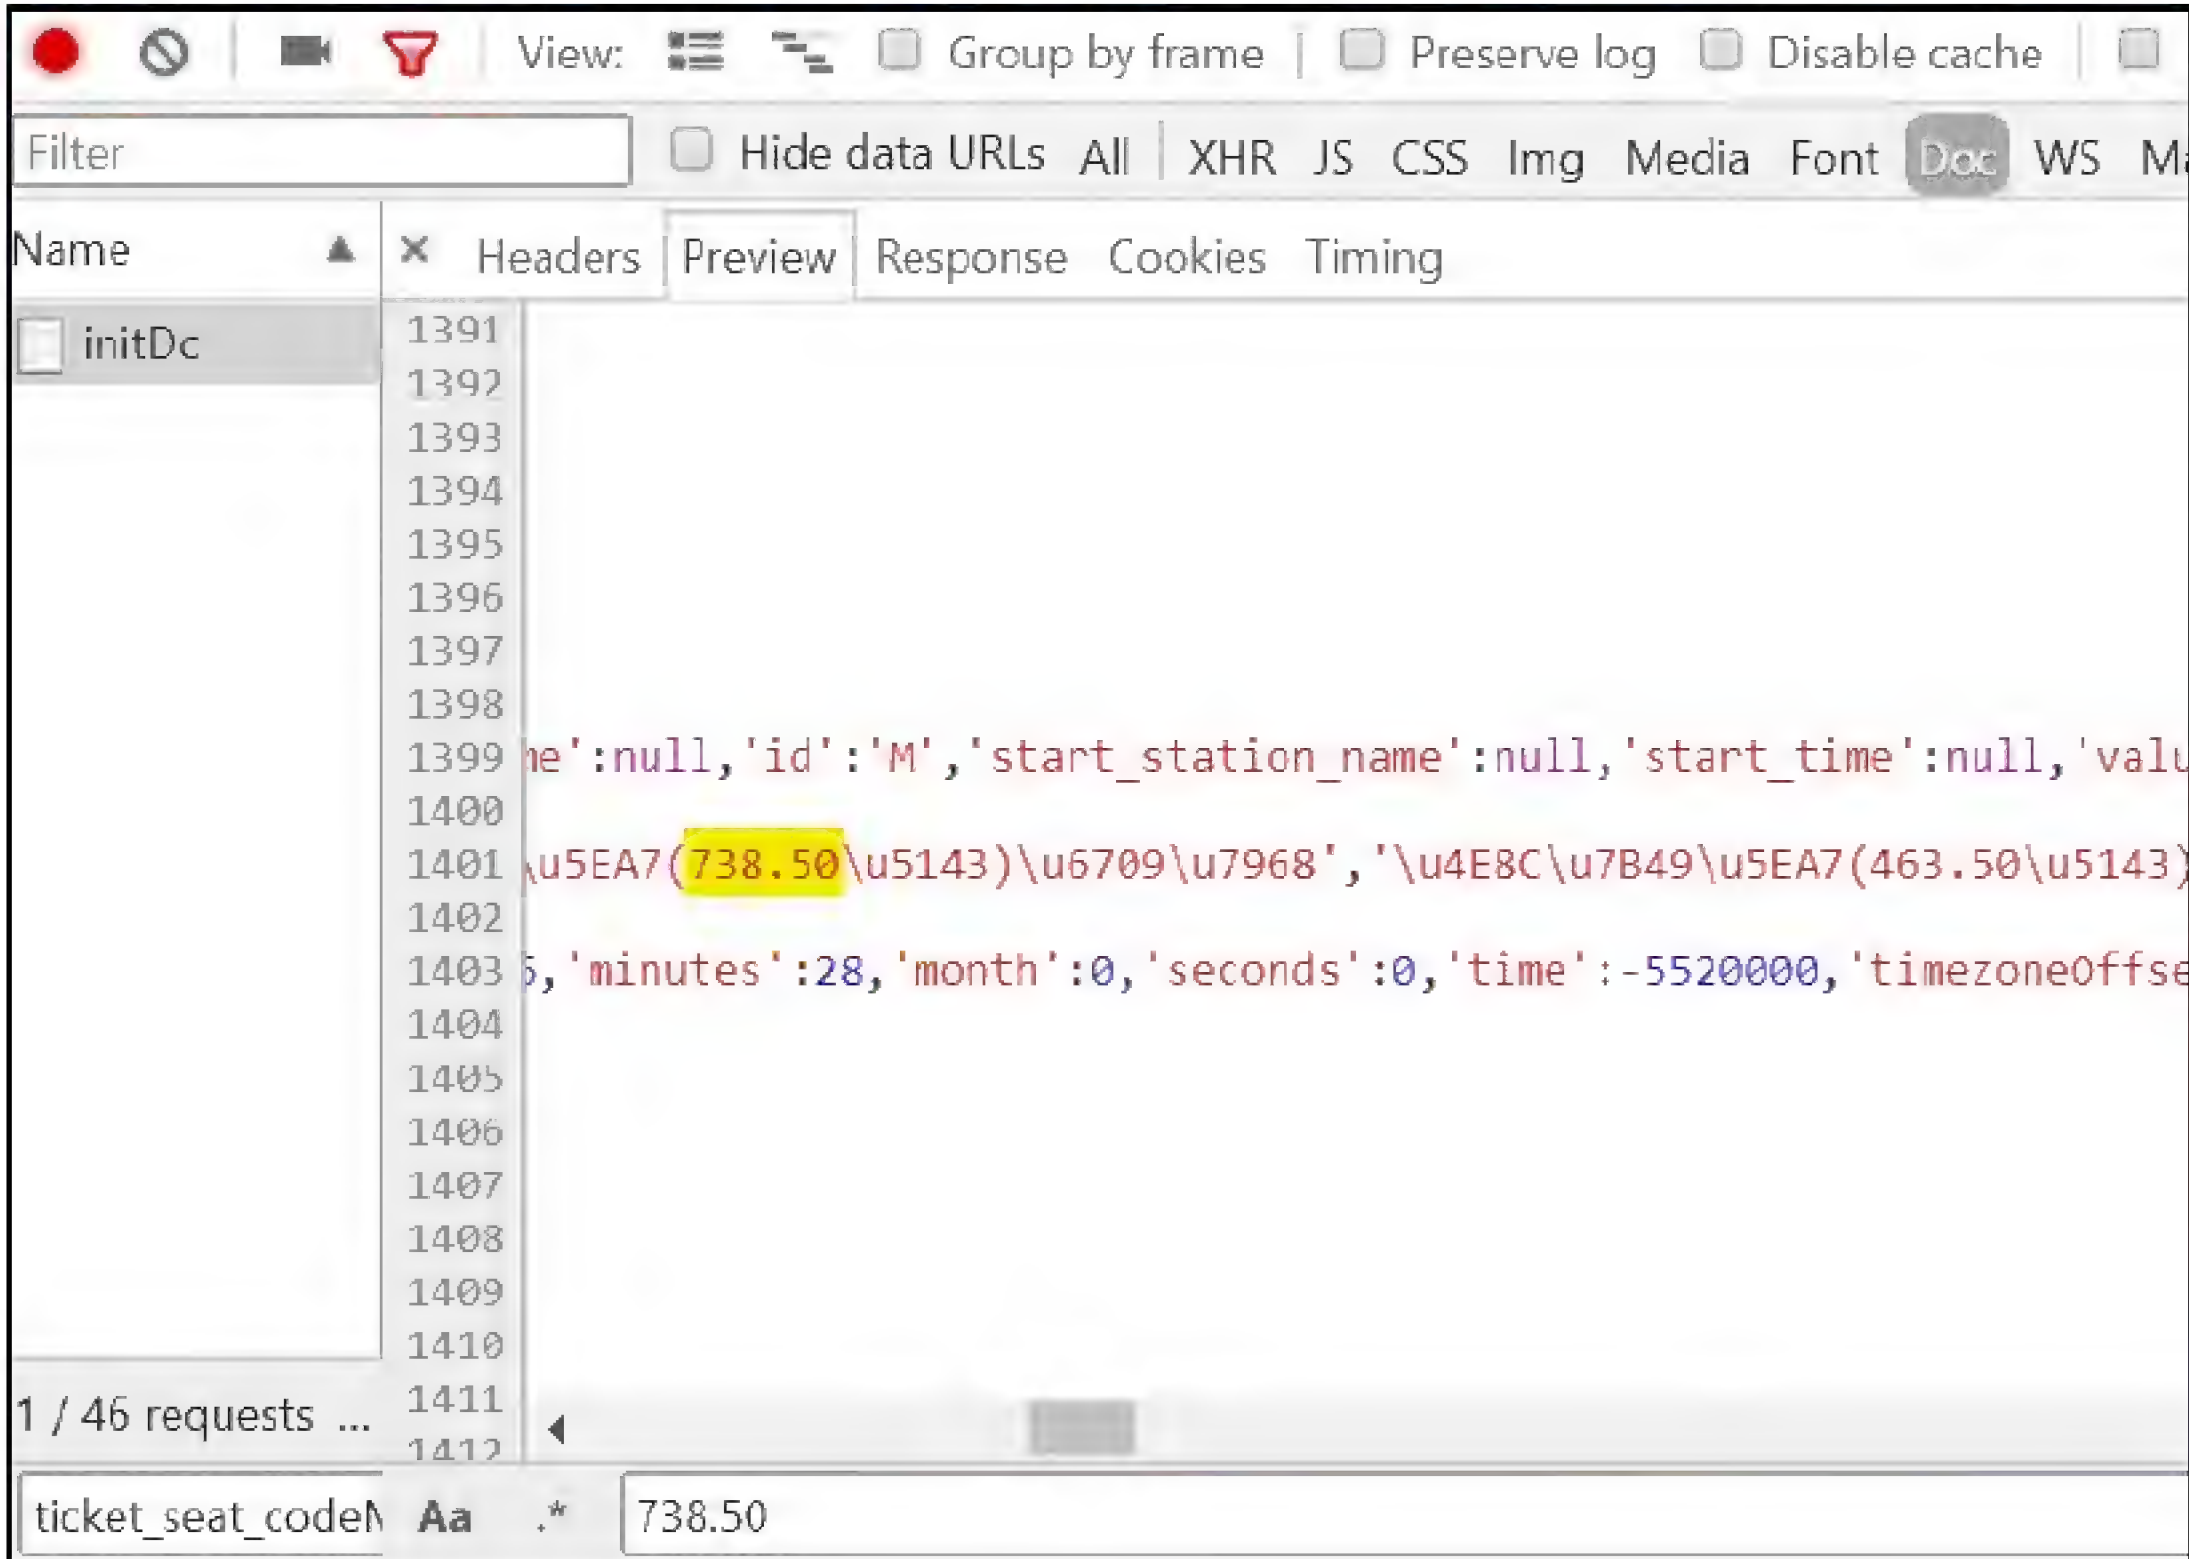 View: Group by frame Preserve log Disable cache
Filter Hide data URLs All XHR JS CSS Img Media Font Doc WS
Name Headers Preview Response Cookies Timing
initDc
1391
1392
1393
1394
1395
1396
1397
1398
1399 ne':null,'id':'M','start_station_name':null,'start_time':null,'valu
1400
1401 \u5EA7(738.50\u5143)\u6709\u7968','\u4E8C\u7B49\u5EA7(463.50\u5143)
1402
1403 ,'minutes':28,'month':0,'seconds':0,'time':-5520000,'timezoneOffse
1404
1405
1406
1407
1408
1409
1410
1411
1412
1 / 46 requests ...
ticket_seat_codeN Aa .* 738.50